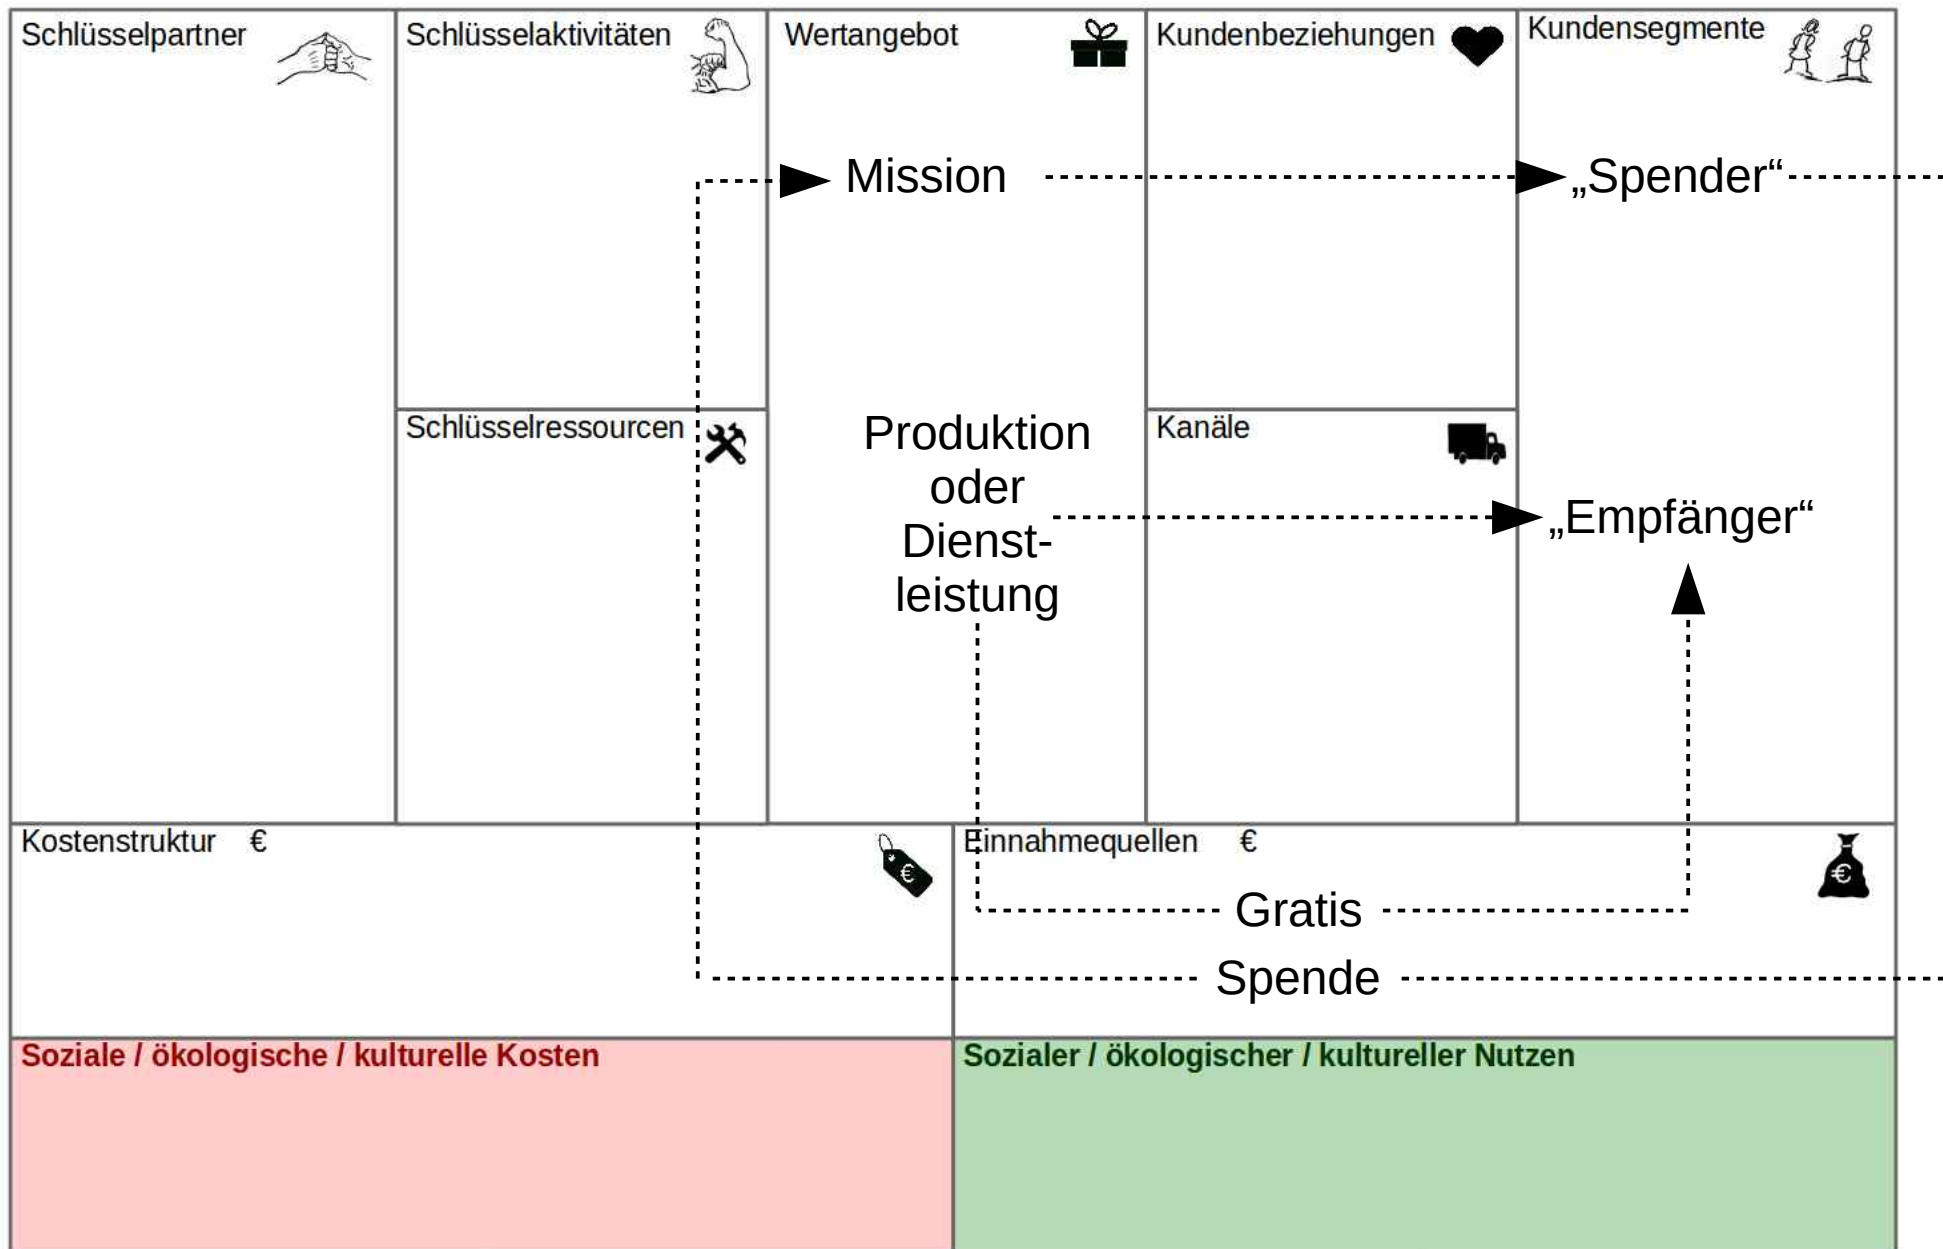 Schlüsselpartner
Schlüsselaktivitäten
Wertangebot
Kundenbeziehungen
Kundensegmente
Mission
„Spender“
Schlüsselressourcen
Produktion
oder
Dienst-
leistung
Kanäle
„Empfänger“
Kostenstruktur €
€
Einnahmequellen €
€
Gratis
Spende
Soziale / ökologische / kulturelle Kosten
Sozialer / ökologischer / kultureller Nutzen